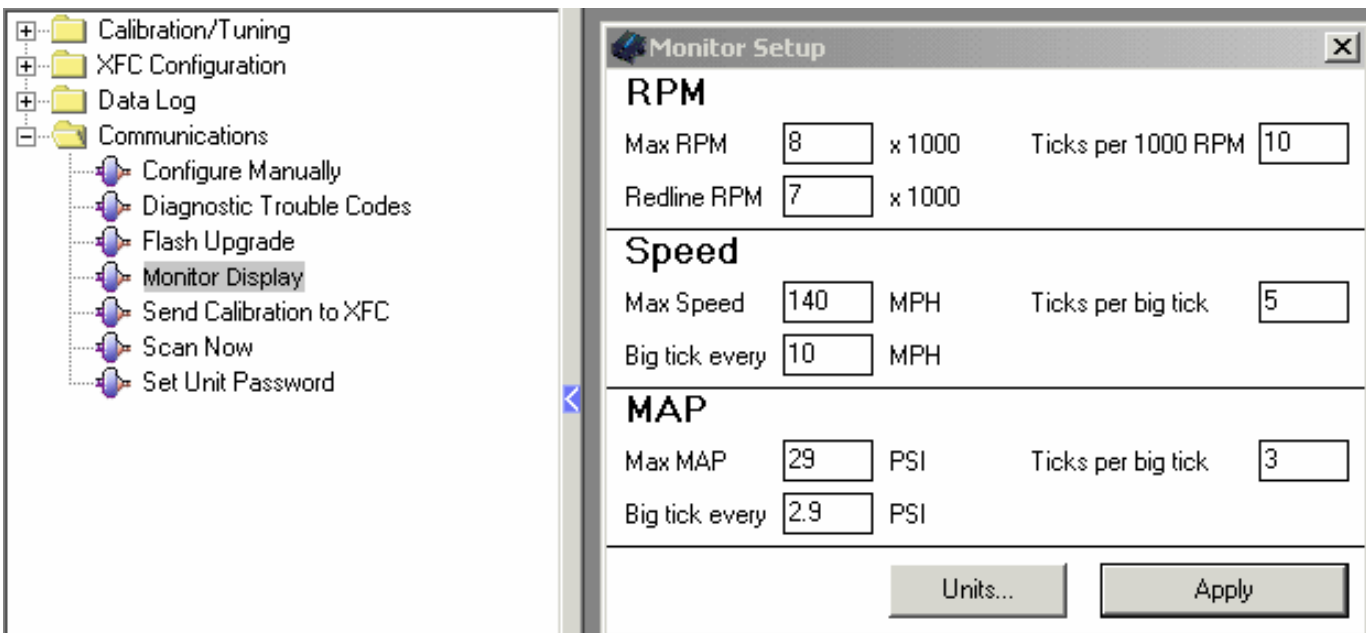 Calibration/Tuning
XFC Configuration
Data Log
Communications
Configure Manually
Diagnostic Trouble Codes
Flash Upgrade
Monitor Display
Send Calibration to XFC
Scan Now
Set Unit Password
Monitor Setup
RPM
Max RPM 8 x 1000 Ticks per 1000 RPM 10
Redline RPM 7 x 1000
Speed
Max Speed 140 MPH Ticks per big tick 5
Big tick every 10 MPH
MAP
Max MAP 29 PSI Ticks per big tick 3
Big tick every 2.9 PSI
Units... Apply